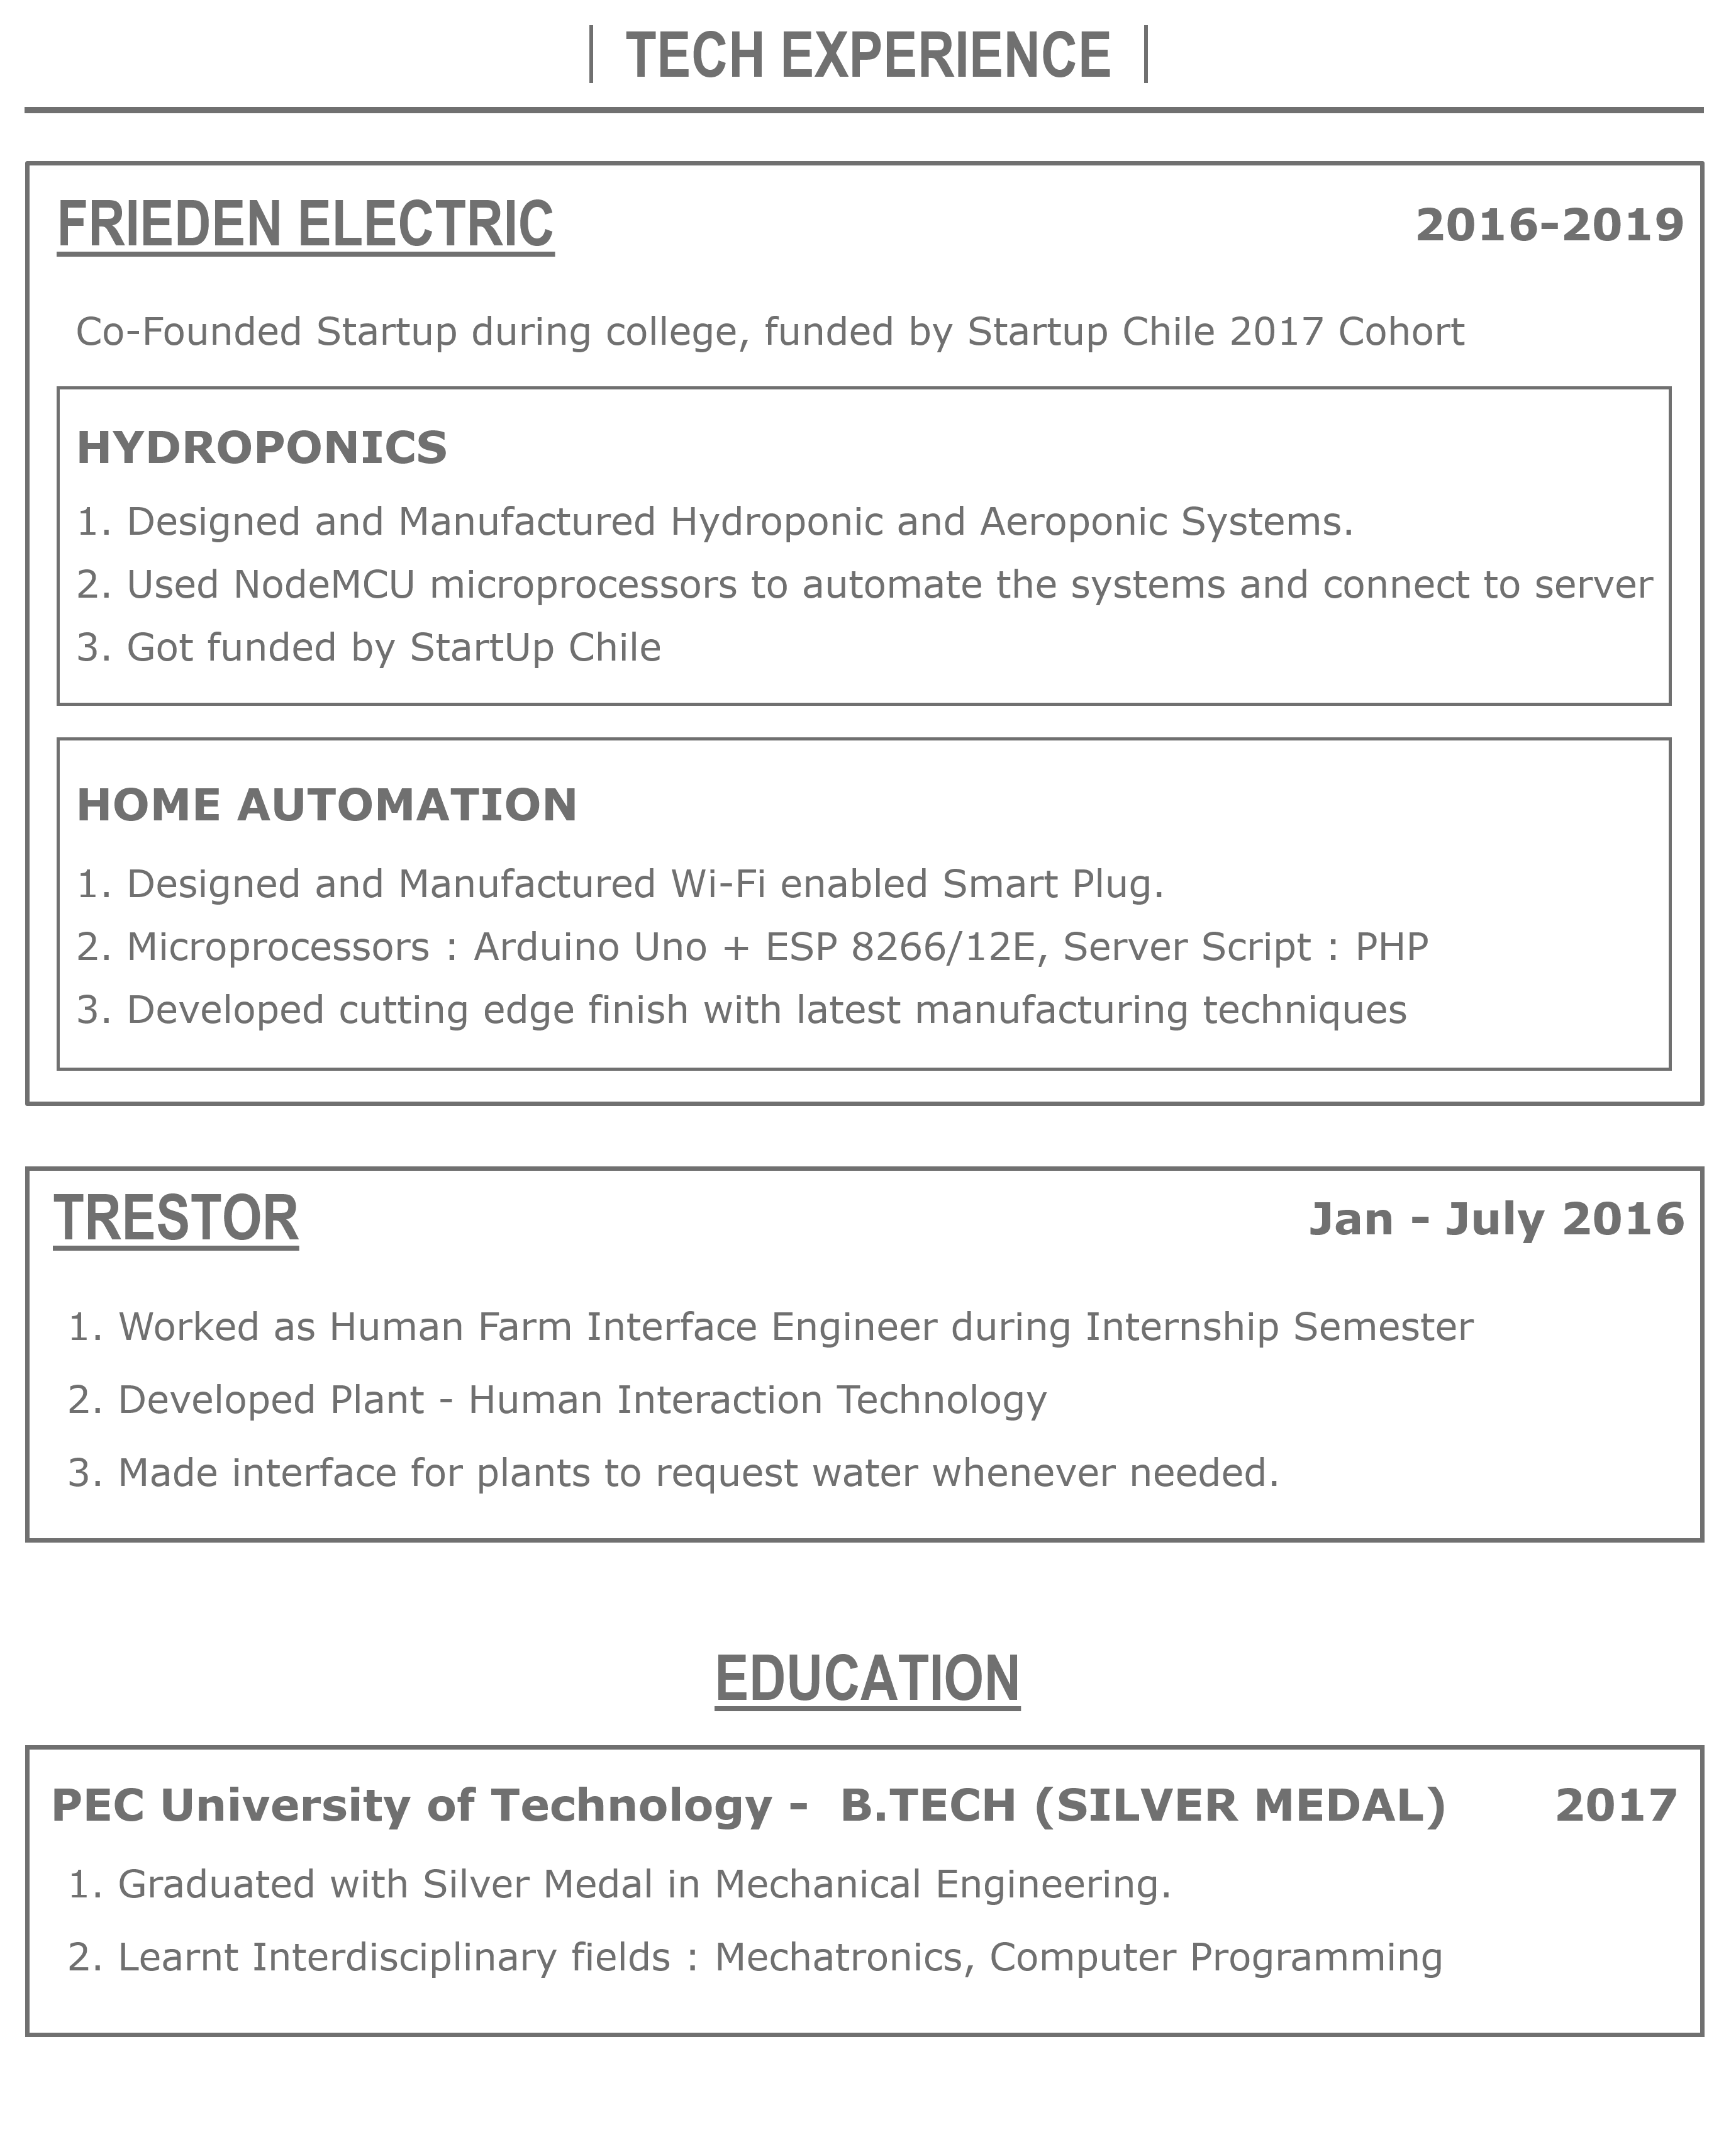 TECH EXPERIENCE
FRIEDEN ELECTRIC 2016-2019
Co-Founded Startup during college, funded by Startup Chile 2017 Cohort
HYDROPONICS
1. Designed and Manufactured Hydroponic and Aeroponic Systems.
2. Used NodeMCU microprocessors to automate the systems and connect to server
3. Got funded by StartUp Chile
HOME AUTOMATION
1. Designed and Manufactured Wi-Fi enabled Smart Plug.
2. Microprocessors : Arduino Uno + ESP 8266/12E, Server Script : PHP
3. Developed cutting edge finish with latest manufacturing techniques
TRESTOR Jan - July 2016
1. Worked as Human Farm Interface Engineer during Internship Semester
2. Developed Plant - Human Interaction Technology
3. Made interface for plants to request water whenever needed.
EDUCATION
PEC University of Technology - B.TECH (SILVER MEDAL) 2017
1. Graduated with Silver Medal in Mechanical Engineering.
2. Learnt Interdisciplinary fields : Mechatronics, Computer Programming